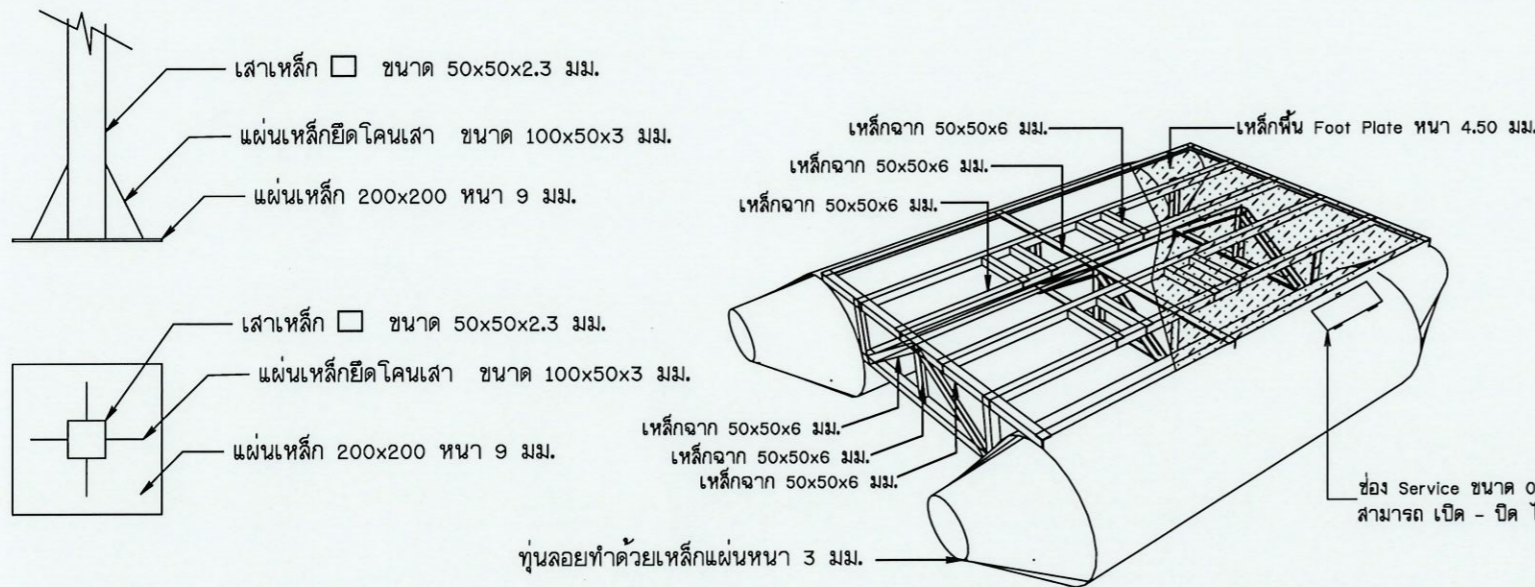 เสาเหล็ก ขนาด 50x50x2.3 มม.
แผ่นเหล็กยึดโคนเสา ขนาด 100x50x3 มม.
แผ่นเหล็ก 200x200 หนา 9 มม.
เสาเหล็ก ขนาด 50x50x2.3 มม.
แผ่นเหล็กยึดโคนเสา ขนาด 100x50x3 มม.
แผ่นเหล็ก 200x200 หนา 9 มม.
เหล็กฉาก 50x50x6 มม.
เหล็กพื้น Foot Plate หนา 4.50 มม.
เหล็กฉาก 50x50x6 มม.
เหล็กฉาก 50x50x6 มม.
เหล็กฉาก 50x50x6 มม.
เหล็กฉาก 50x50x6 มม.
เหล็กฉาก 50x50x6 มม.
ช่อง Service ขนาด 0
สามารถ เปิด - ปิด
ทุ่นลอยทำด้วยเหล็กแผ่นหนา 3 มม.